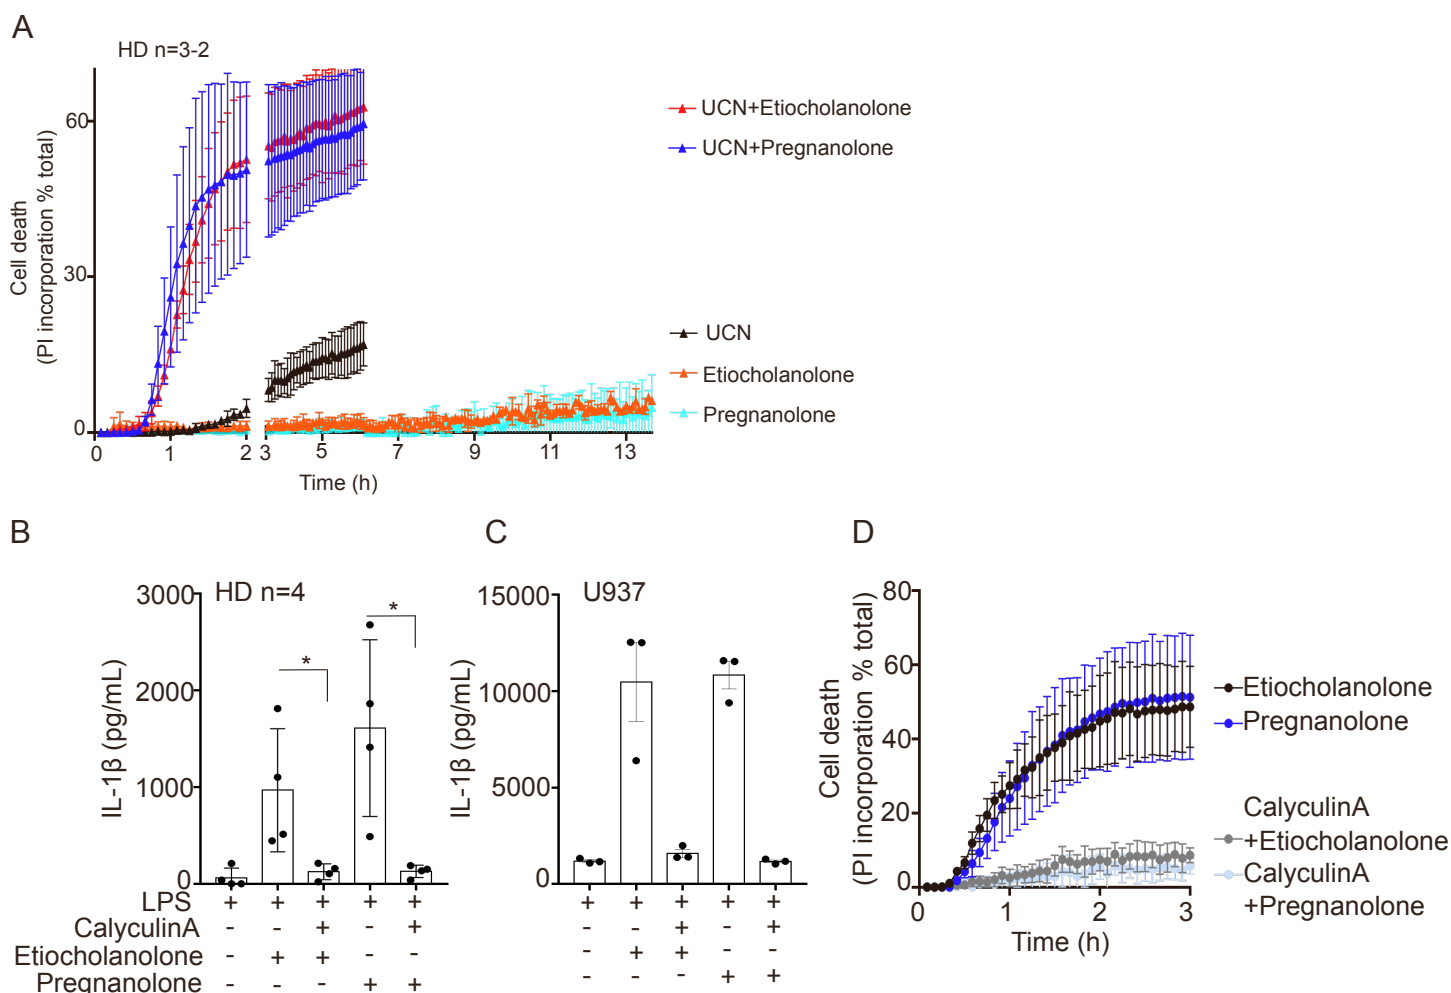 A
HD n=3-2
Cell death
(PI incorporation % total)
60
30
0
0 1 2 3 5 7 9 11 13
Time (h)
UCN+Etiocholanolone
UCN+Pregnanolone
UCN
Etiocholanolone
Pregnanolone
B
HD n=4
IL-1β (pg/mL)
3000
2000
1000
0
* *
LPS + + + + +
CalyculinA - - + - +
Etiocholanolone - + + - -
Pregnanolone - - - + +
C
U937
IL-1β (pg/mL)
15000
10000
5000
0
+ + + + +
- - + - +
- + + - -
- - - + +
D
Cell death
(PI incorporation % total)
80
60
40
20
0
0 1 2 3
Time (h)
Etiocholanolone
Pregnanolone
CalyculinA
+Etiocholanolone
CalyculinA
+Pregnanolone